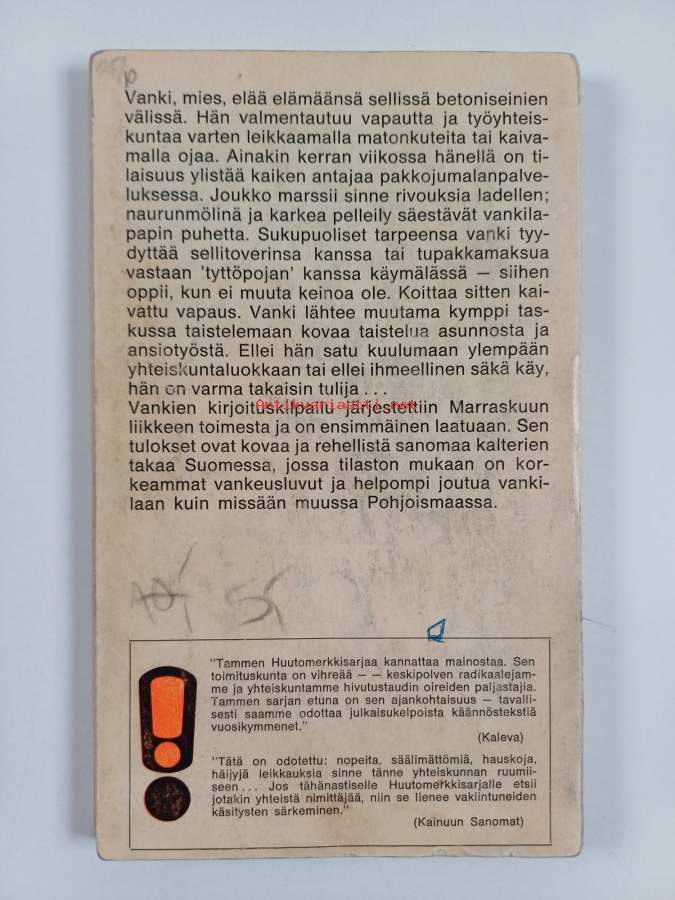 Vanki, mies, elää elämäänsä sellissä betoniseinien
välissä. Hän valmentautuu vapautta ja työyhteis-
kuntaa varten leikkaamalla matonkuteita tai kaiva-
malla ojaa. Ainakin kerran viikossa hänellä on ti-
laisuus ylistää kaiken antajaa pakkojumalanpalve-
luksessa. Joukko marssii sinne rivouksia ladellen;
naurunmölinä ja karkea pelleily säestävät vankila-
papin puhetta. Sukupuoliset tarpeensa vanki tyy-
dyttää sellitoverinsa kanssa tai tupakkamaksua
vastaan 'tyttöpojan' kanssa käymälässä — siihen
oppii, kun ei muuta keinoa ole. Koittaa sitten kai-
vattu vapaus. Vanki lähtee muutama kymppi tas-
kussa taistelemaan kovaa taistelua asunnosta ja
ansiotyöstä. Ellei hän satu kuulumaan ylempään
yhteiskuntaluokkaan tai ellei ihmeellinen säkä käy,
hän on varma takaisin tulija . . .
Vankien kirjoituskilpailu järjestettiin Marraskuun
Antikvariaatti.net
liikkeen toimesta ja on ensimmäinen laatuaan. Sen
tulokset ovat kovaa ja rehellistä sanomaa kalterien
takaa Suomessa, jossa tilaston mukaan on kor-
keammat vankeusluvut ja helpompi joutua vanki-
laan kuin missään muussa Pohjoismaassa.
"Tammen Huutomerkkisarjaa kannattaa mainostaa. Sen
toimituskunta on vihreää — — keskipolven radikaalejam-
me ja yhteiskuntamme hivutustaudin oireiden paljastajia.
Tammen sarjan etuna on sen ajankohtaisuus — tavalli-
sesti saamme odottaa julkaisukelpoista käännöstekstiä
vuosikymmenet."
(Kaleva)
"Tätä on odotettu: nopeita, säälimättömiä, hauskoja,
häijyjä leikkauksia sinne tänne yhteiskunnan ruumii-
seen . . . Jos tähänastiselle Huutomerkkisarjalle etsii
jotakin yhteistä nimittäjää, niin se lienee vakiintuneiden
käsitysten särkeminen."
(Kainuun Sanomat)